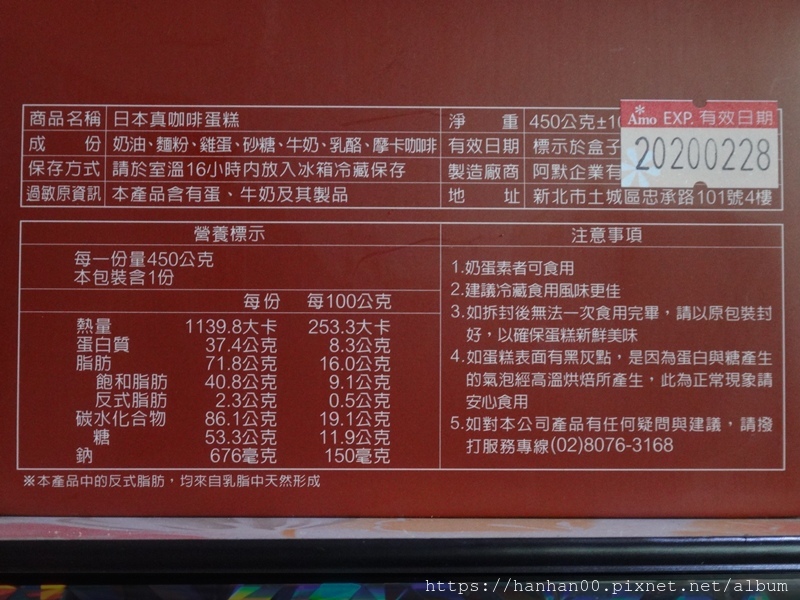 商品名稱 日本真咖啡蛋糕 淨重 450公克±10
成份 奶油、麵粉、雞蛋、砂糖、牛奶、乳酪、摩卡咖啡 有效日期 標示於盒子
保存方式 請於室溫16小時內放入冰箱冷藏保存 製造廠商 阿默企業有
過敏原資訊 本產品含有蛋、牛奶及其製品 地址 新北市土城區忠承路101號4樓
Amo EXP. 有效日期
20200228
營養標示
每一份量450公克
本包裝含1份
每份 每100公克
熱量 1139.8大卡 253.3大卡
蛋白質 37.4公克 8.3公克
脂肪 71.8公克 16.0公克
飽和脂肪 40.8公克 9.1公克
反式脂肪 2.3公克 0.5公克
碳水化合物 86.1公克 19.1公克
糖 53.3公克 11.9公克
鈉 676毫克 150毫克
注意事項
1.奶蛋素者可食用
2.建議冷藏食用風味更佳
3.如拆封後無法一次食用完畢，請以原包裝封
好，以確保蛋糕新鮮美味
4.如蛋糕表面有黑灰點，是因為蛋白與糖產生
的氣泡經高溫烘焙所產生，此為正常現象請
安心食用
5.如對本公司產品有任何疑問與建議，請撥
打服務專線(02)8076-3168
※本產品中的反式脂肪，均來自乳脂中天然形成
https://hanhan00.pixnet.net/album